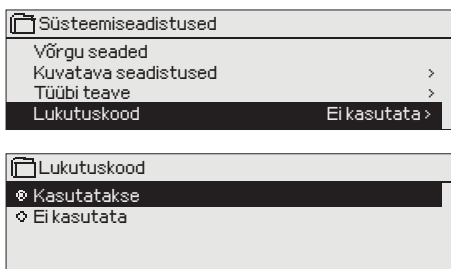 Süsteemiseadistused
Võrgu seaded
Kuvatava seadistused >
Tüübi teave >
Lukutuskood Ei kasutata >
Lukutuskood
Kasutatakse
Ei kasutata